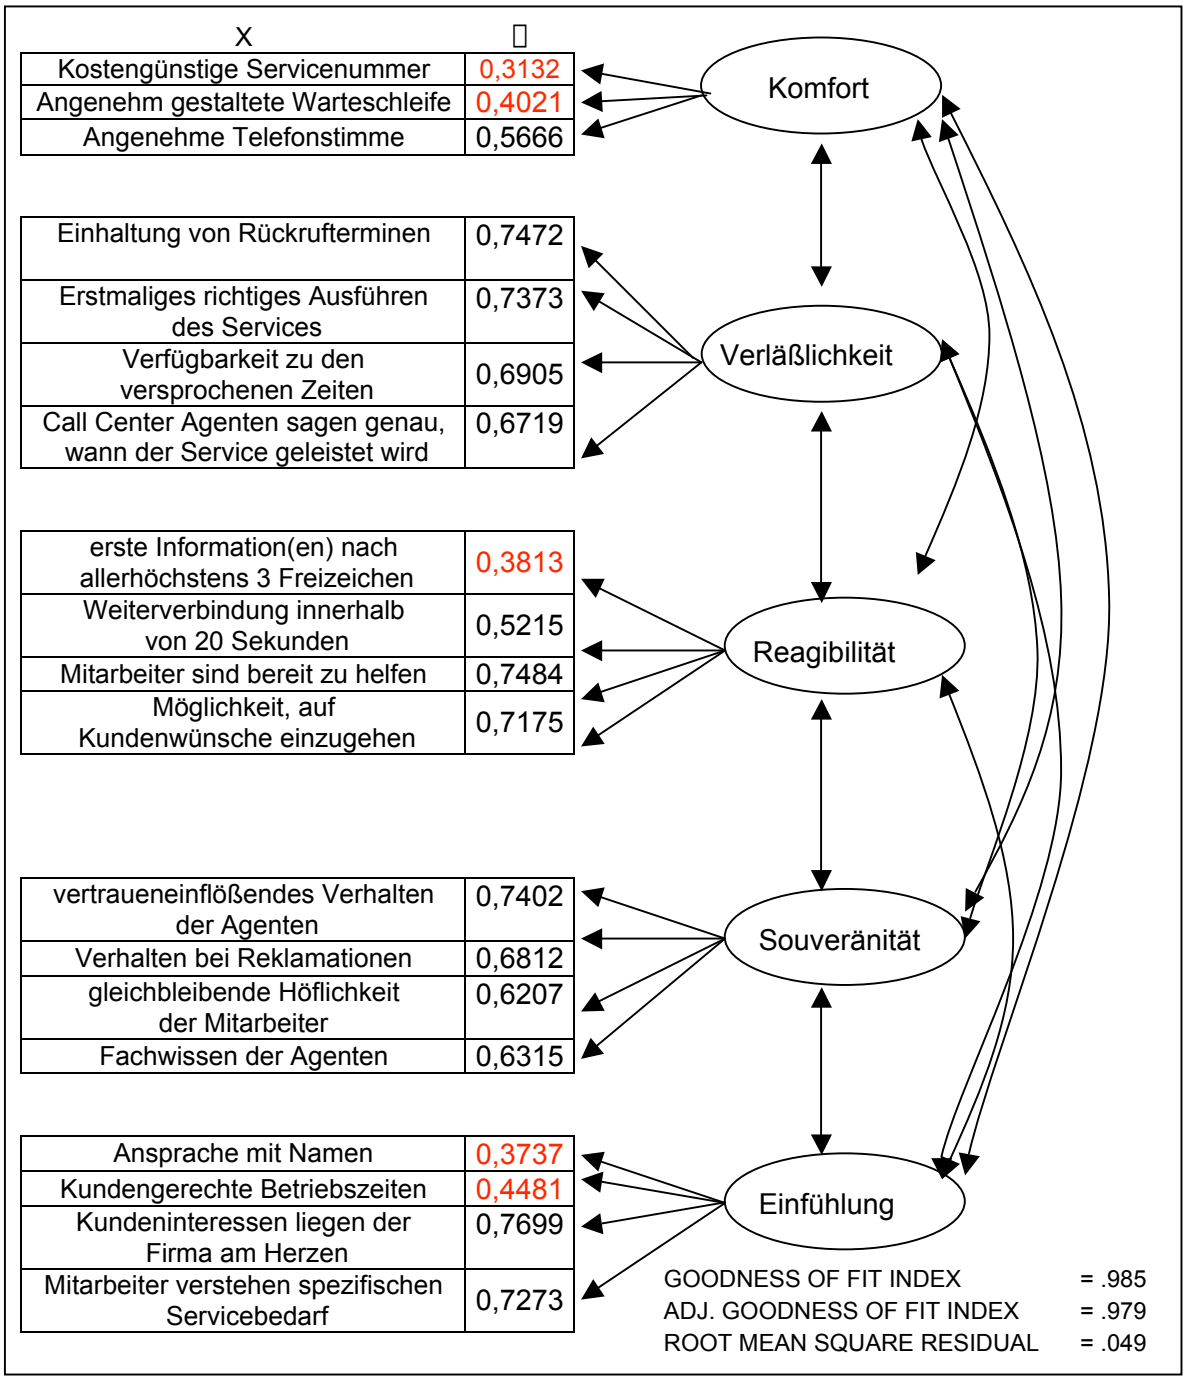 X
Kostengünstige Servicenummer 0,3132
Angenehm gestaltete Warteschleife 0,4021
Angenehme Telefonstimme 0,5666
Komfort
Einhaltung von Rückrufterminen 0,7472
Erstmaliges richtiges Ausführen 0,7373
des Services
Verfügbarkeit zu den
versprochenen Zeiten 0,6905
Call Center Agenten sagen genau, 0,6719
wann der Service geleistet wird
Verläßlichkeit
erste Information(en) nach
allerhöchstens 3 Freizeichen 0,3813
Weiterverbindung innerhalb
von 20 Sekunden 0,5215
Mitarbeiter sind bereit zu helfen 0,7484
Möglichkeit, auf
Kundenwünsche einzugehen 0,7175
Reagibilität
vertraueneinflößendes Verhalten 0,7402
der Agenten
Verhalten bei Reklamationen 0,6812
gleichbleibende Höflichkeit 0,6207
der Mitarbeiter
Fachwissen der Agenten 0,6315
Souveränität
Ansprache mit Namen 0,3737
Kundengerechte Betriebszeiten 0,4481
Kundeninteressen liegen der 0,7699
Firma am Herzen
Mitarbeiter verstehen spezifischen
Servicebedarf 0,7273
Einfühlung
GOODNESS OF FIT INDEX = .985
ADJ. GOODNESS OF FIT INDEX = .979
ROOT MEAN SQUARE RESIDUAL = .049